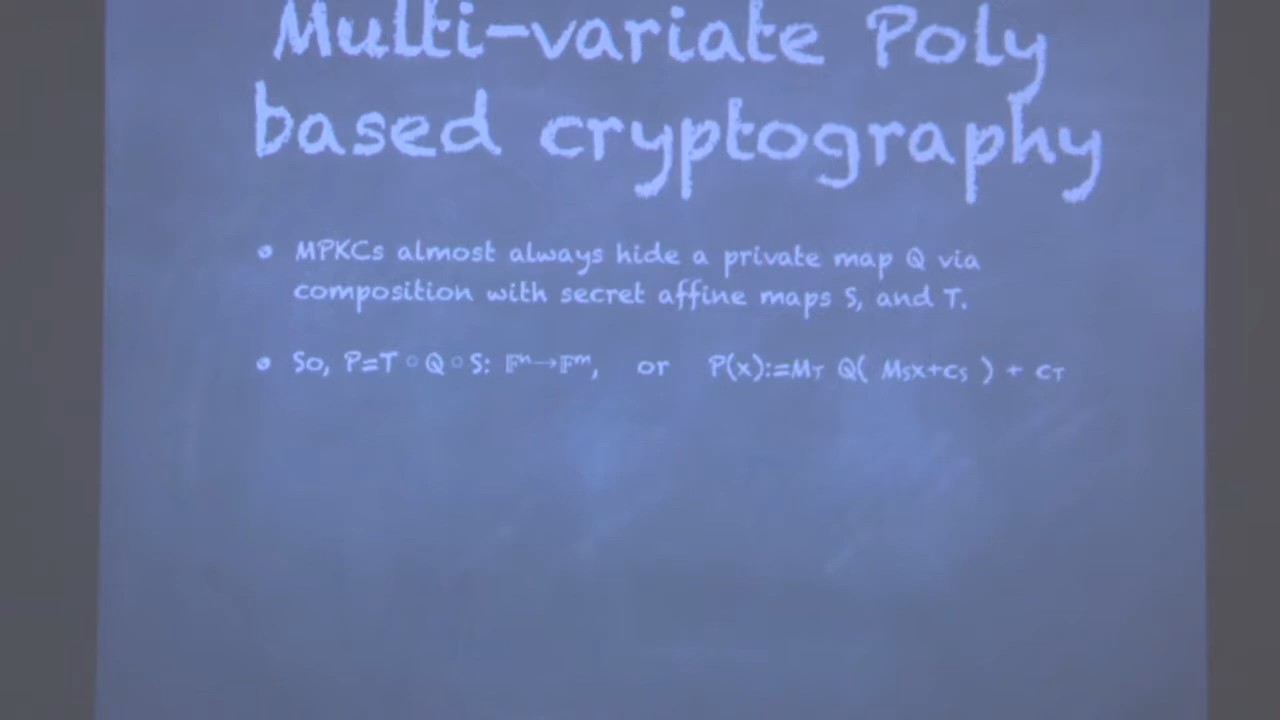 Multi-variate Poly
based cryptography
• MPKCs almost always hide a private map Q via
composition with secret affine maps S, and T.
• So, P=T∘Q∘S: 𝔽ⁿ→𝔽ᵐ, or P(x):=M_T Q( M_Sx+c_S ) + c_T